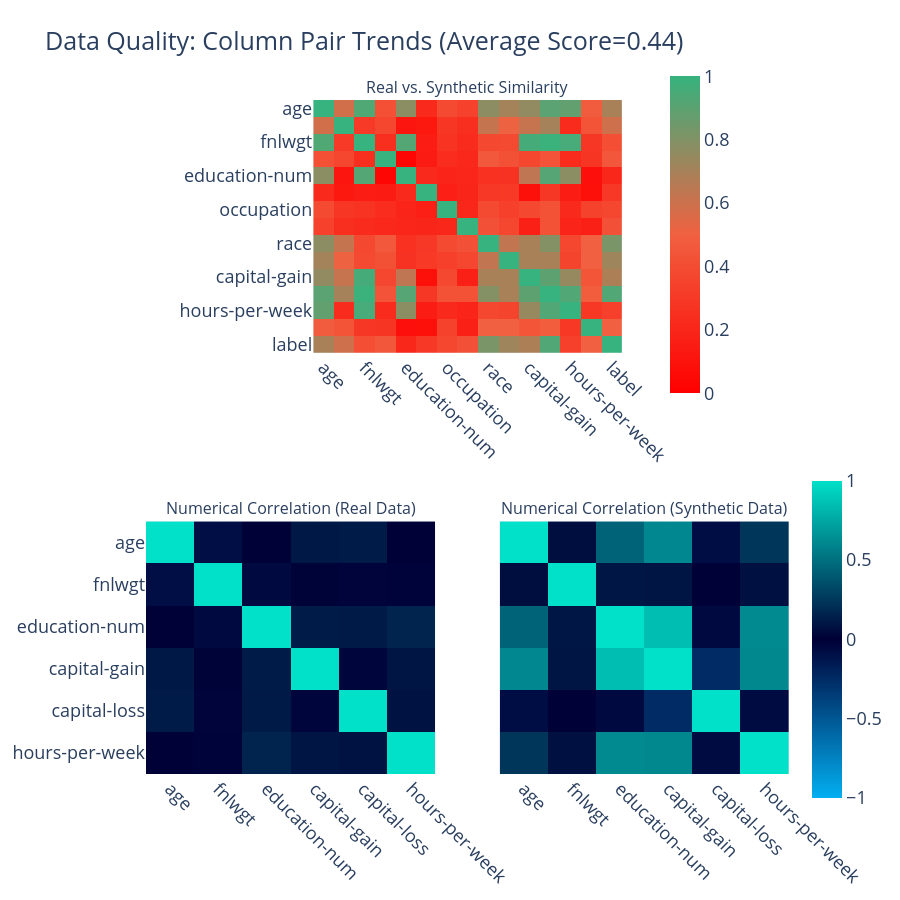 Data Quality: Column Pair Trends (Average Score=0.44)
Real vs. Synthetic Similarity
age
fnlwgt
education-num
occupation
race
capital-gain
hours-per-week
label
age
fnlwgt
education-num
occupation
race
capital-gain
hours-per-week
label
1
0.8
0.6
0.4
0.2
0
Numerical Correlation (Real Data)
age
fnlwgt
education-num
capital-gain
capital-loss
hours-per-week
age
fnlwgt
education-num
capital-gain
capital-loss
hours-per-week
Numerical Correlation (Synthetic Data)
age
fnlwgt
education-num
capital-gain
capital-loss
hours-per-week
1
0.5
0
−0.5
−1